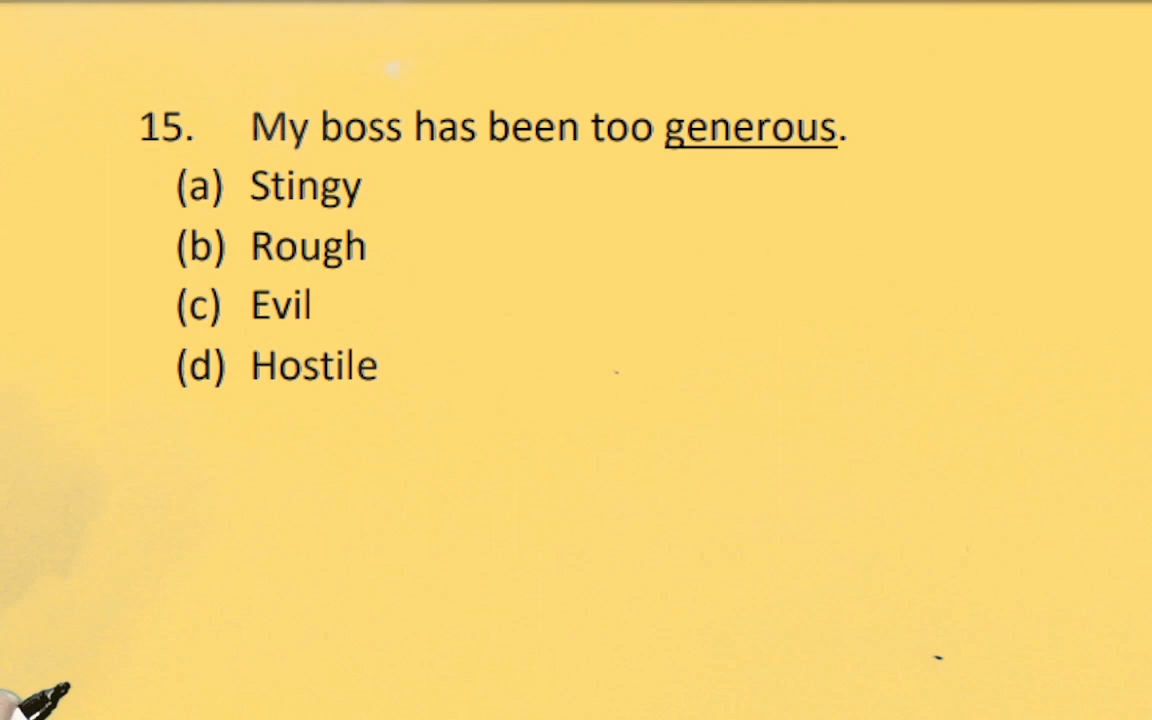 15. My boss has been too generous.
(a) Stingy
(b) Rough
(c) Evil
(d) Hostile